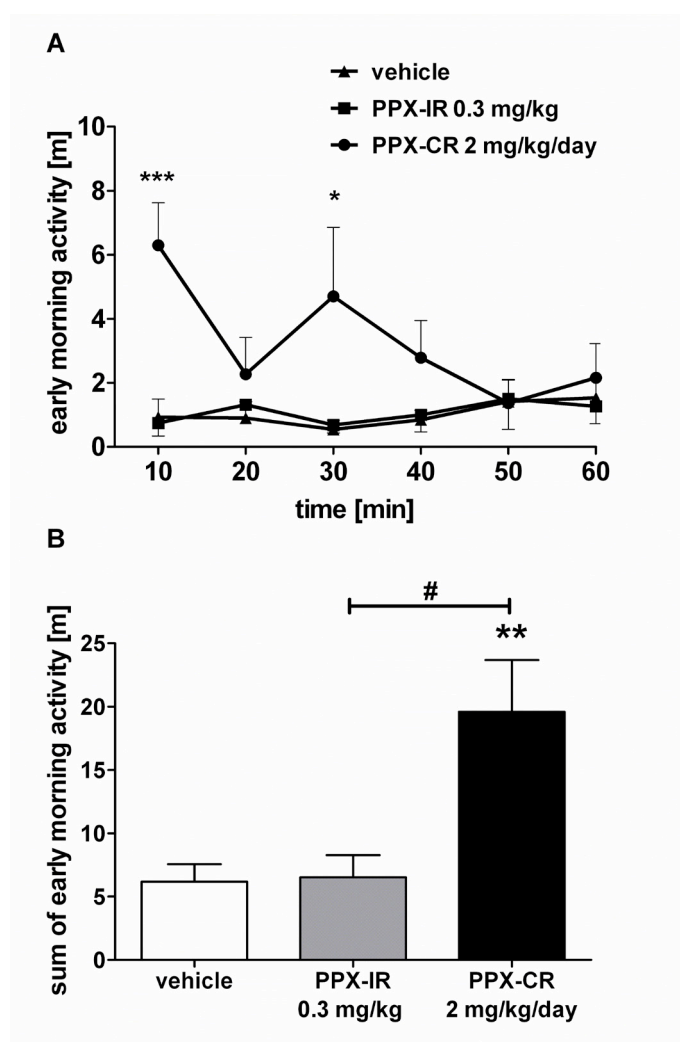 A
vehicle
PPX-IR 0.3 mg/kg
PPX-CR 2 mg/kg/day
early morning activity [m]
10
8
6
4
2
0
***
*
10 20 30 40 50 60
time [min]
B
sum of early morning activity [m]
25
20
15
10
5
0
#
**
vehicle PPX-IR PPX-CR
0.3 mg/kg 2 mg/kg/day